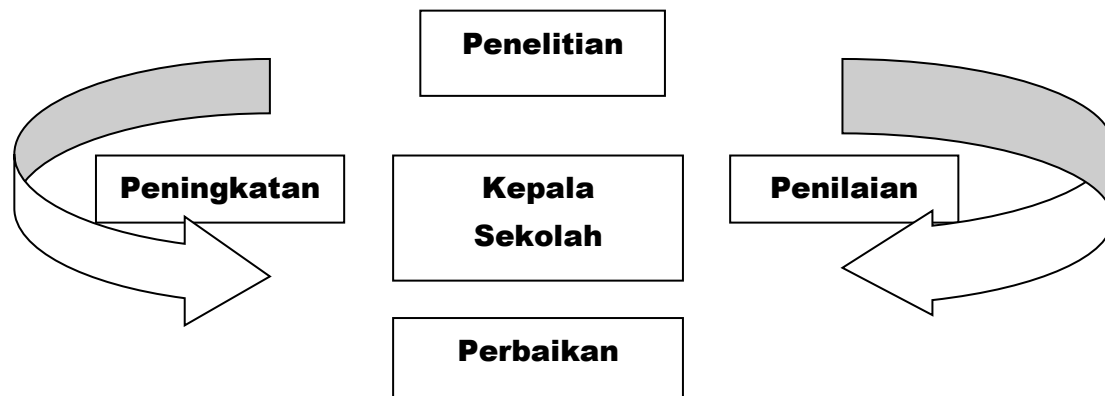 Penelitian
Peningkatan
Kepala
Sekolah
Penilaian
Perbaikan